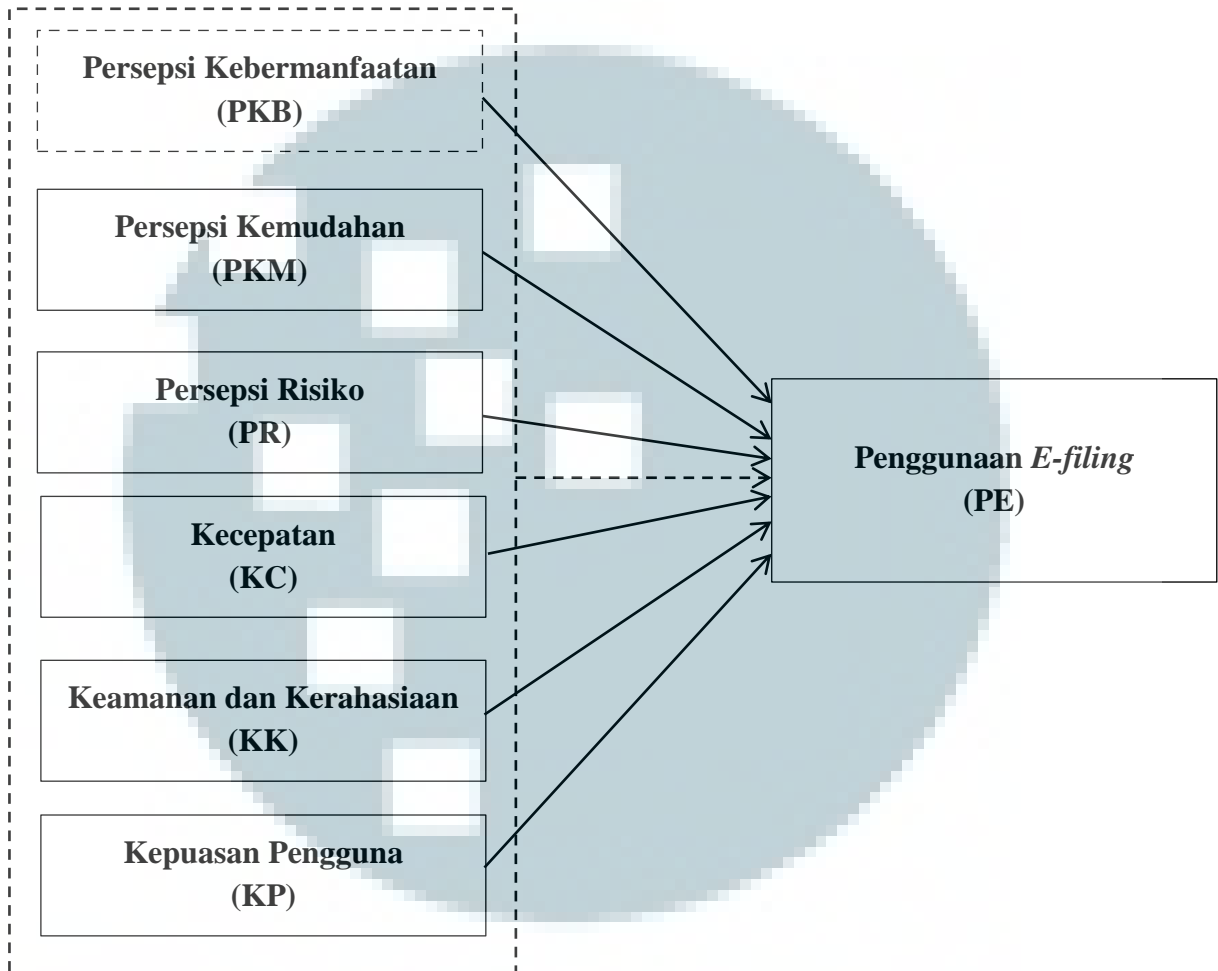 Persepsi Kebermanfaatan
(PKB)
Persepsi Kemudahan
(PKM)
Persepsi Risiko
(PR)
Kecepatan
(KC)
Keamanan dan Kerahasiaan
(KK)
Kepuasan Pengguna
(KP)
Penggunaan E-filing
(PE)